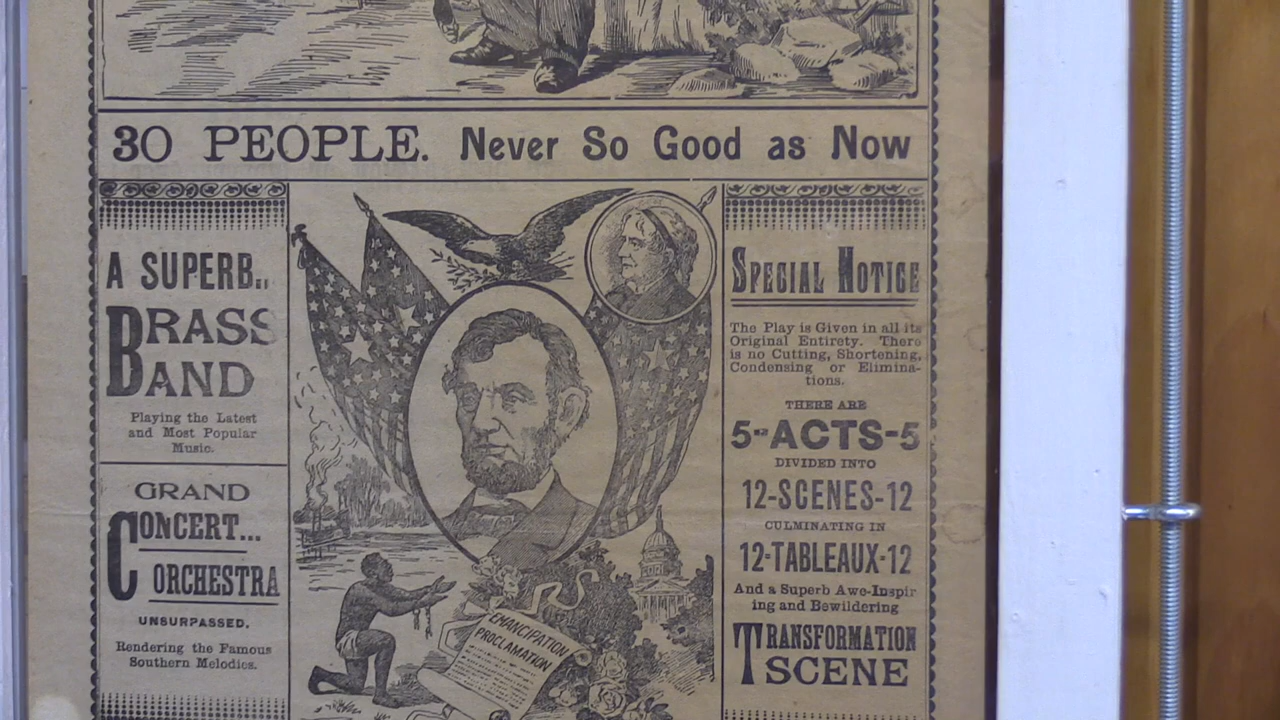 30 PEOPLE. Never So Good as Now
A SUPERB..
BRASS
BAND
Playing the Latest
and Most Popular
Music.
GRAND
CONCERT...
ORCHESTRA
UNSURPASSED.
Rendering the Famous
Southern Melodies.
EMANCIPATION
PROCLAMATION
SPECIAL NOTICE
The Play is Given in all its
Original Entirety. There
is no Cutting, Shortening,
Condensing or Elimina-
tions.
THERE ARE
5-ACTS-5
DIVIDED INTO
12-SCENES-12
CULMINATING IN
12-TABLEAUX-12
And a Superb Awe-Inspir
ing and Bewildering
TRANSFORMATION
SCENE